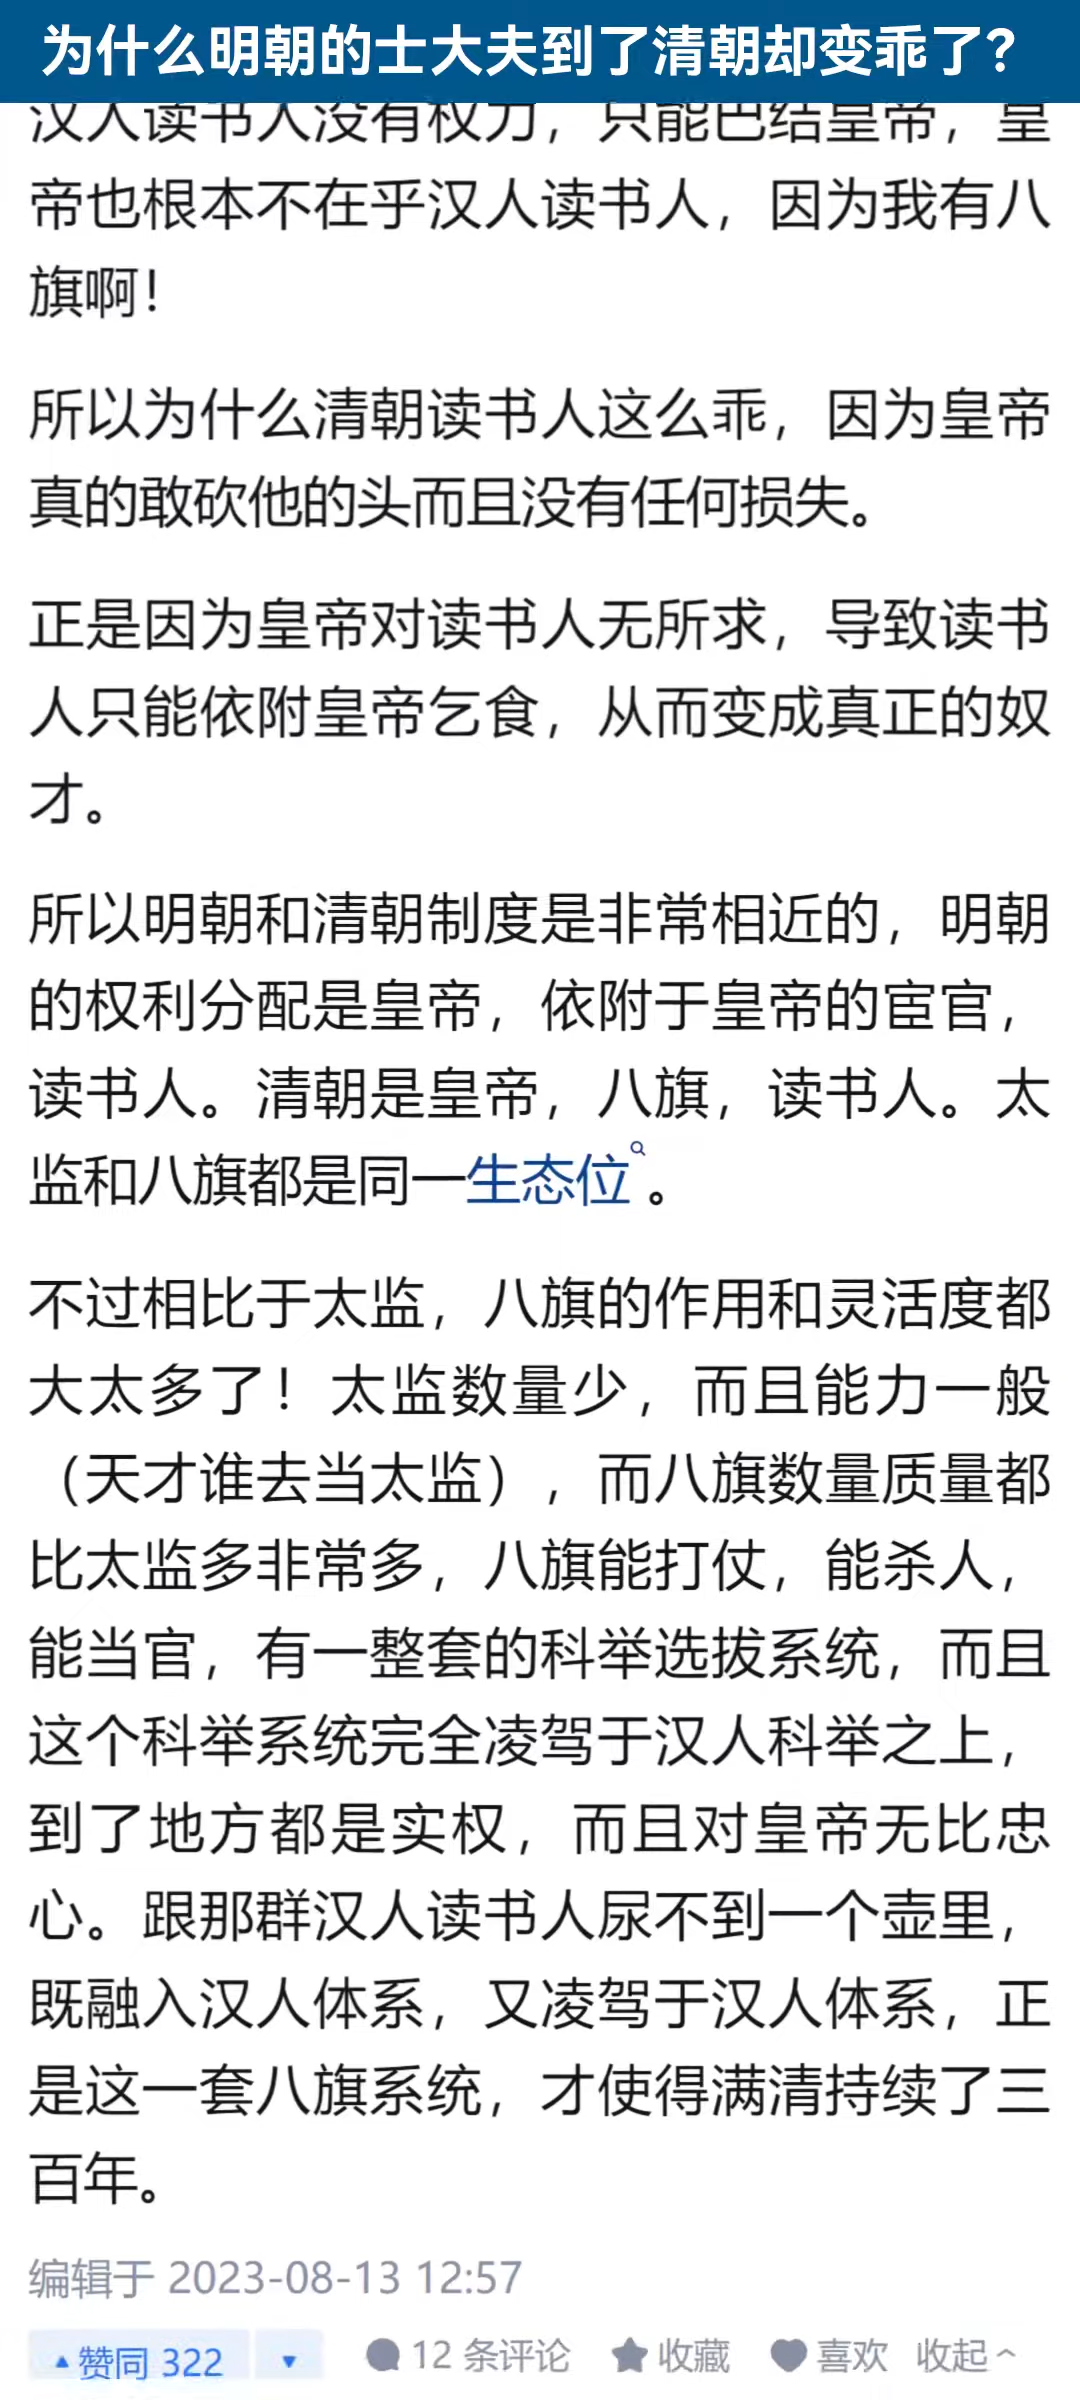 为什么明朝的士大夫到了清朝却变乖了？
汉人读书人没有权力，只能巴结皇帝，皇
帝也根本不在乎汉人读书人，因为我有八
旗啊！
所以为什么清朝读书人这么乖，因为皇帝
真的敢砍他的头而且没有任何损失。
正是因为皇帝对读书人无所求，导致读书
人只能依附皇帝乞食，从而变成真正的奴
才。
所以明朝和清朝制度是非常相近的，明朝
的权利分配是皇帝，依附于皇帝的宦官，
读书人。清朝是皇帝，八旗，读书人。太
监和八旗都是同一生态位。
不过相比于太监，八旗的作用和灵活度都
大太多了！太监数量少，而且能力一般
（天才谁去当太监），而八旗数量质量都
比太监多非常多，八旗能打仗，能杀人，
能当官，有一整套的科举选拔系统，而且
这个科举系统完全凌驾于汉人科举之上，
到了地方都是实权，而且对皇帝无比忠
心。跟那群汉人读书人尿不到一个壶里，
既融入汉人体系，又凌驾于汉人体系，正
是这一套八旗系统，才使得满清持续了三
百年。
编辑于 2023-08-13 12:57
赞同 322 12 条评论 收藏 喜欢 收起